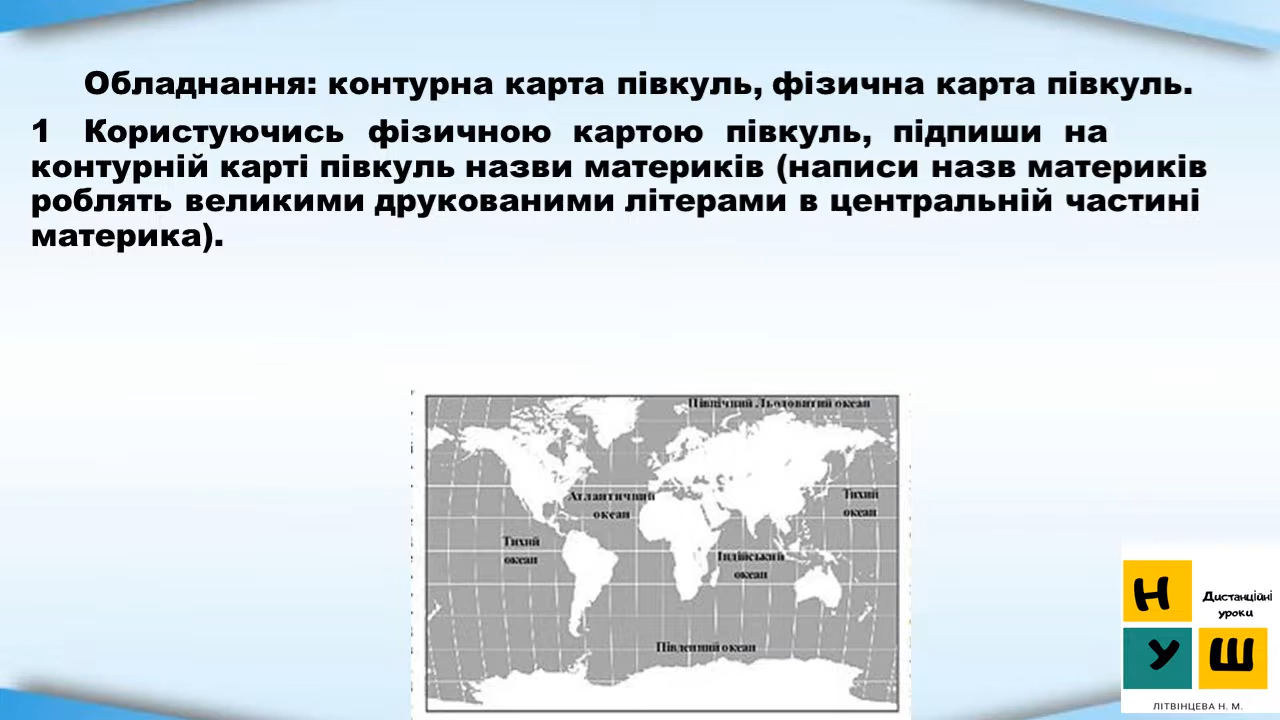 Обладнання: контурна карта півкуль, фізична карта півкуль.
1 Користуючись фізичною картою півкуль, підпиши на
контурній карті півкуль назви материків (написи назв материків
роблять великими друкованими літерами в центральній частині
материка).
Північний Льодовитий океан
Атлантичний
океан
Тихий
океан
Тихий
океан
Індійський
океан
Південний океан
Н
Дистанційні
уроки
У Ш
ЛІТВІНЦЕВА Н. М.